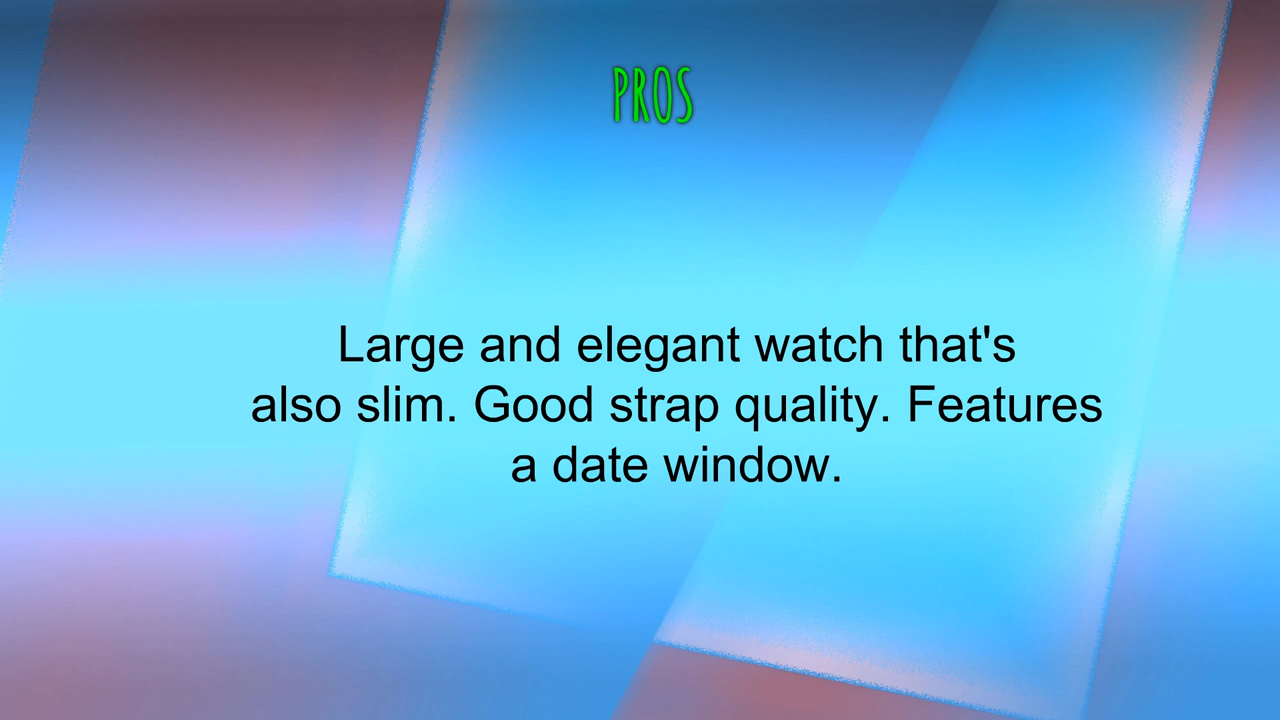 PROS
Large and elegant watch that's
also slim. Good strap quality. Features
a date window.